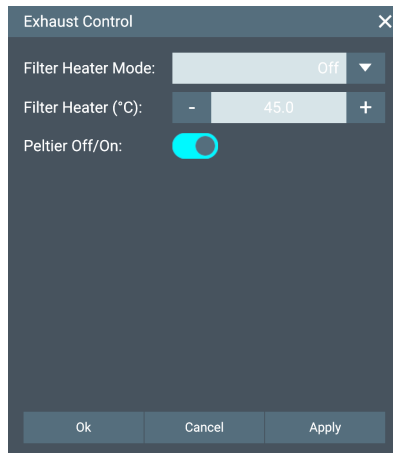 Exhaust Control
Filter Heater Mode: Off
Filter Heater (°C): - 45.0 +
Peltier Off/On:
Ok Cancel Apply